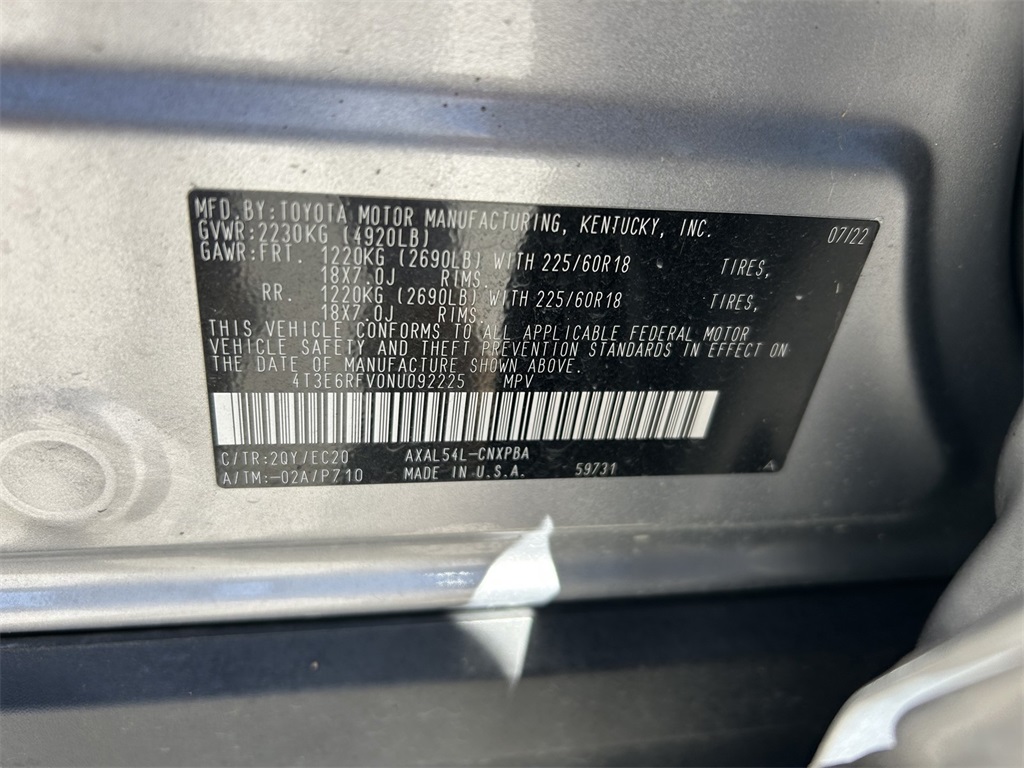 MFD. BY: TOYOTA MOTOR MANUFACTURING, KENTUCKY, INC. 07/22
GVWR: 2230KG (4920LB)
GAWR: FRT. 1220KG (2690LB) WITH 225/60R18 TIRES,
18X7.0J RIMS.
RR. 1220KG (2690LB) WITH 225/60R18 TIRES,
18X7.0J RIMS.
THIS VEHICLE CONFORMS TO ALL APPLICABLE FEDERAL MOTOR
VEHICLE SAFETY AND THEFT PREVENTION STANDARDS IN EFFECT ON
THE DATE OF MANUFACTURE SHOWN ABOVE.
4T3E6RFV0NU092225 MPV
C/TR: 2QY/EC20 AXAL54L-CNXPBA
A/TM: -02A/PZ10 MADE IN U.S.A. 59731 A